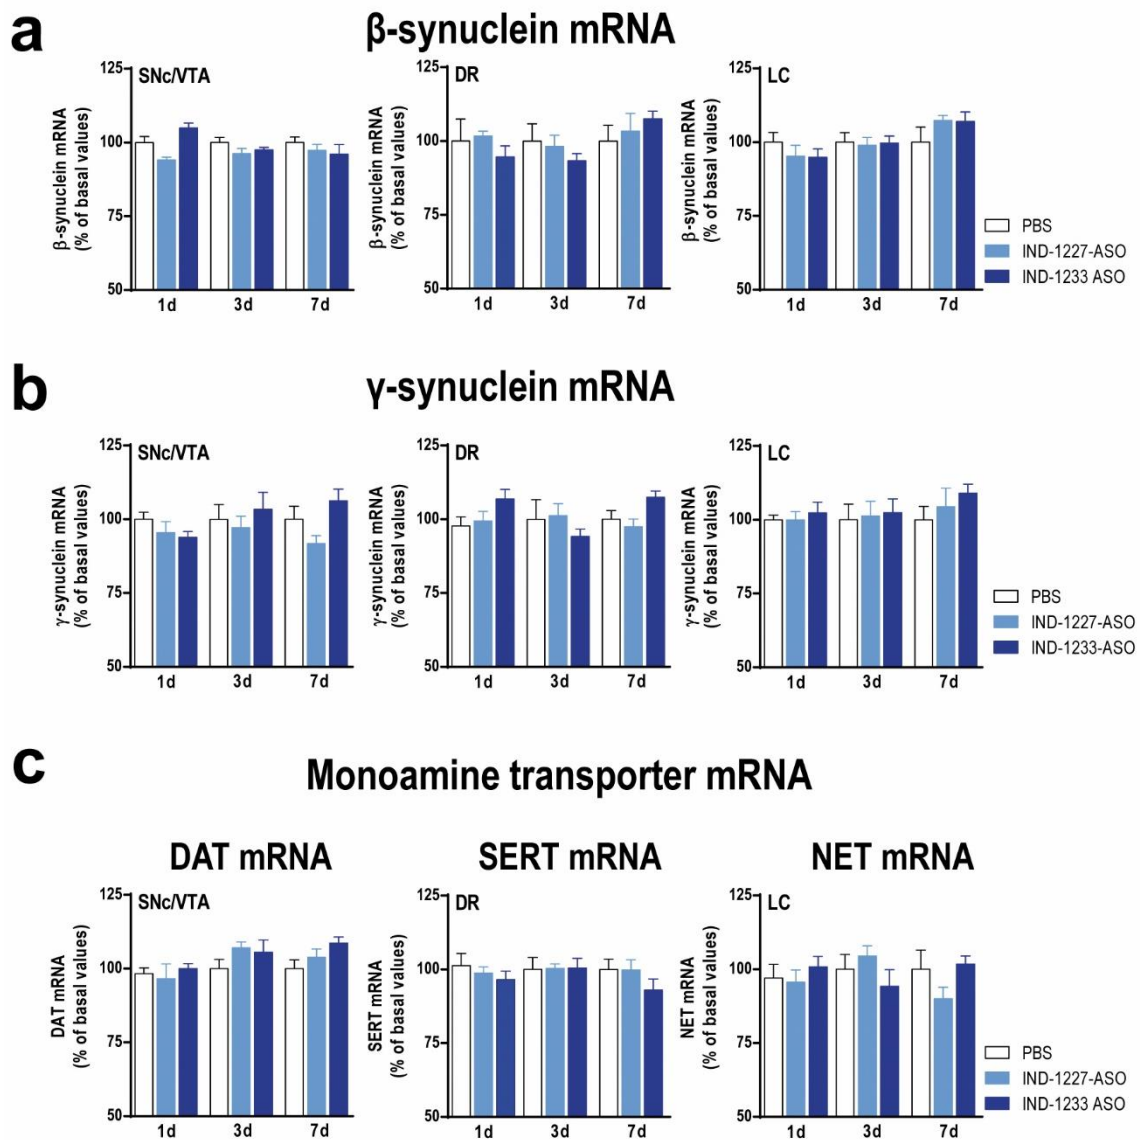 a
β-synuclein mRNA
β-synuclein mRNA
(% of basal values)
125
100
75
50
SNc/VTA
1d 3d 7d
β-synuclein mRNA
(% of basal values)
125
100
75
50
DR
1d 3d 7d
β-synuclein mRNA
(% of basal values)
125
100
75
50
LC
1d 3d 7d
PBS
IND-1227-ASO
IND-1233 ASO
b
γ-synuclein mRNA
γ-synuclein mRNA
(% of basal values)
125
100
75
50
SNc/VTA
1d 3d 7d
γ-synuclein mRNA
(% of basal values)
125
100
75
50
DR
1d 3d 7d
γ-synuclein mRNA
(% of basal values)
125
100
75
50
LC
1d 3d 7d
PBS
IND-1227-ASO
IND-1233-ASO
c
Monoamine transporter mRNA
DAT mRNA
DAT mRNA
(% of basal values)
125
100
75
50
SNc/VTA
1d 3d 7d
SERT mRNA
SERT mRNA
(% of basal values)
125
100
75
50
DR
1d 3d 7d
NET mRNA
NET mRNA
(% of basal values)
125
100
75
50
LC
1d 3d 7d
PBS
IND-1227-ASO
IND-1233 ASO